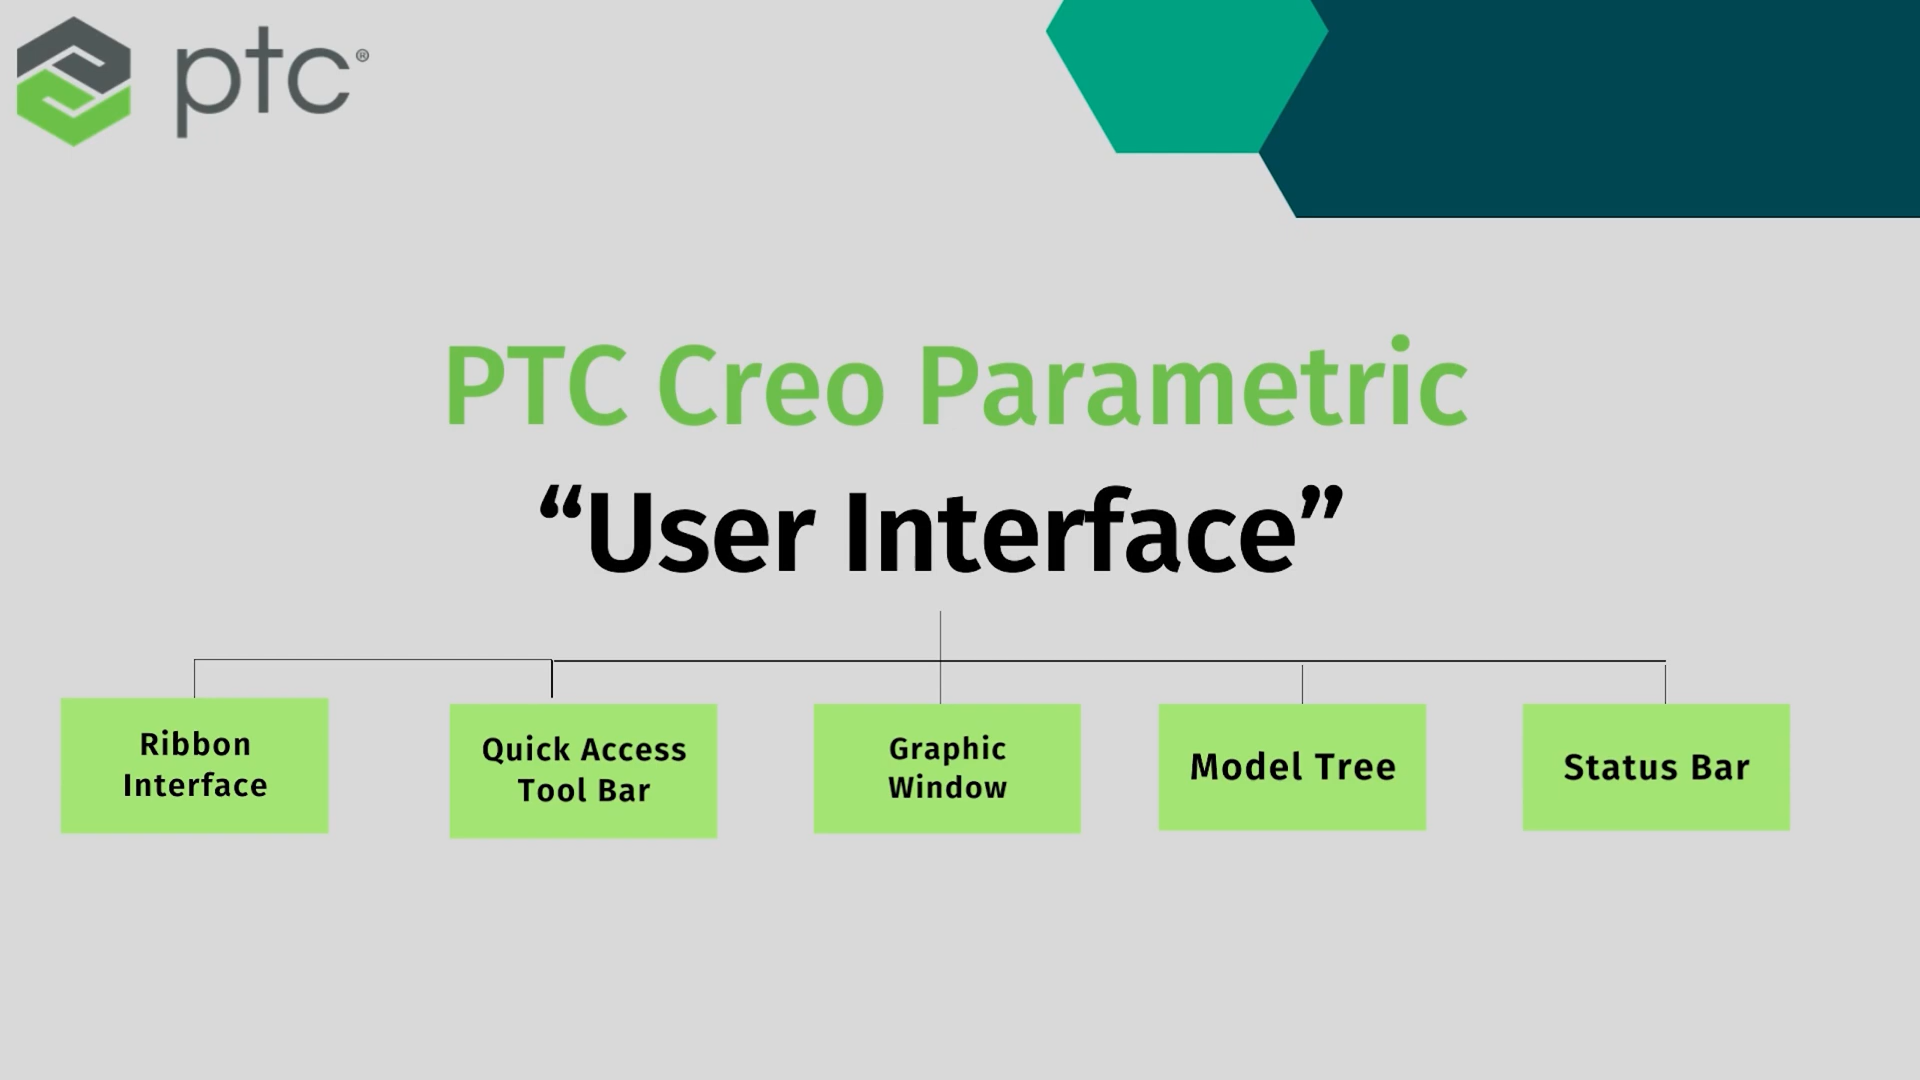 ptc®
PTC Creo Parametric
“User Interface”
Ribbon
Interface
Quick Access
Tool Bar
Graphic
Window
Model Tree
Status Bar